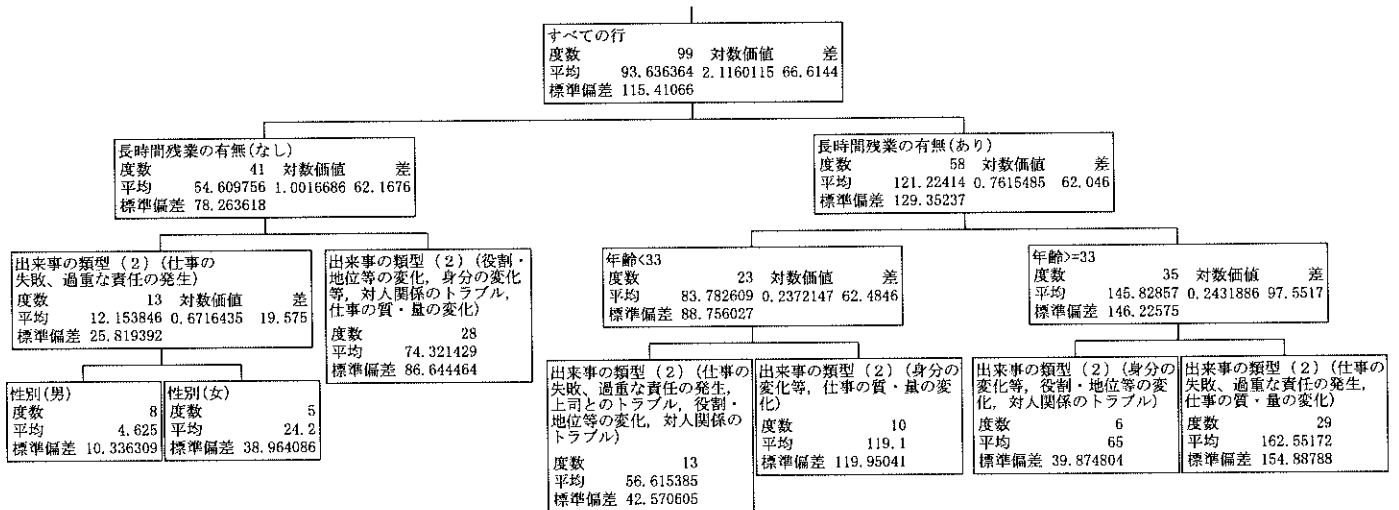 すべての行
度数 99 対数価値 差
平均 93.636364 2.1160115 66.6144
標準偏差 115.41066
長時間残業の有無(なし)
度数 41 対数価値 差
平均 54.609756 1.0016686 62.1676
標準偏差 78.263618
長時間残業の有無(あり)
度数 58 対数価値 差
平均 121.22414 0.7615485 62.046
標準偏差 129.35237
出来事の類型（2）(仕事の
失敗、過重な責任の発生)
度数 13 対数価値 差
平均 12.153846 0.6716435 19.575
標準偏差 25.819392
出来事の類型（2）(役割・
地位等の変化, 身分の変化
等, 対人関係のトラブル,
仕事の質・量の変化)
度数 28
平均 74.321429
標準偏差 86.644464
年齢<33
度数 23 対数価値 差
平均 83.782609 0.2372147 62.4846
標準偏差 88.756027
年齢>=33
度数 35 対数価値 差
平均 145.82857 0.2431886 97.5517
標準偏差 146.22575
性別(男)
度数 8
平均 4.625
標準偏差 10.336309
性別(女)
度数 5
平均 24.2
標準偏差 38.964086
出来事の類型（2）(仕事の
失敗、過重な責任の発生,
上司とのトラブル, 役割・
地位等の変化, 対人関係の
トラブル)
度数 13
平均 56.615385
標準偏差 42.570605
出来事の類型（2）(身分の
変化等, 仕事の質・量の変
化)
度数 10
平均 119.1
標準偏差 119.95041
出来事の類型（2）(身分の
変化等, 役割・地位等の変
化, 対人関係のトラブル)
度数 6
平均 65
標準偏差 39.874804
出来事の類型（2）(仕事の
失敗、過重な責任の発生,
仕事の質・量の変化)
度数 29
平均 162.55172
標準偏差 154.88788